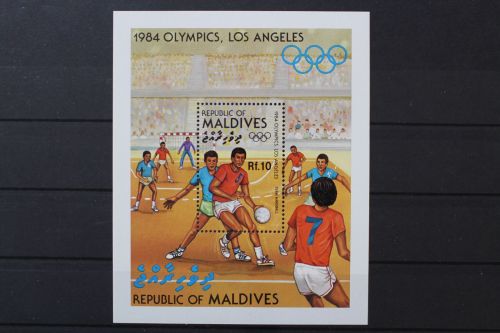 1984 OLYMPICS, LOS ANGELES
REPUBLIC OF
MALDIVES
ދިވެހިރާއްޖެ
1984 OLYMPICS, LOS ANGELES
Rf.10
7
ދިވެހިރާއްޖެ
REPUBLIC OF MALDIVES